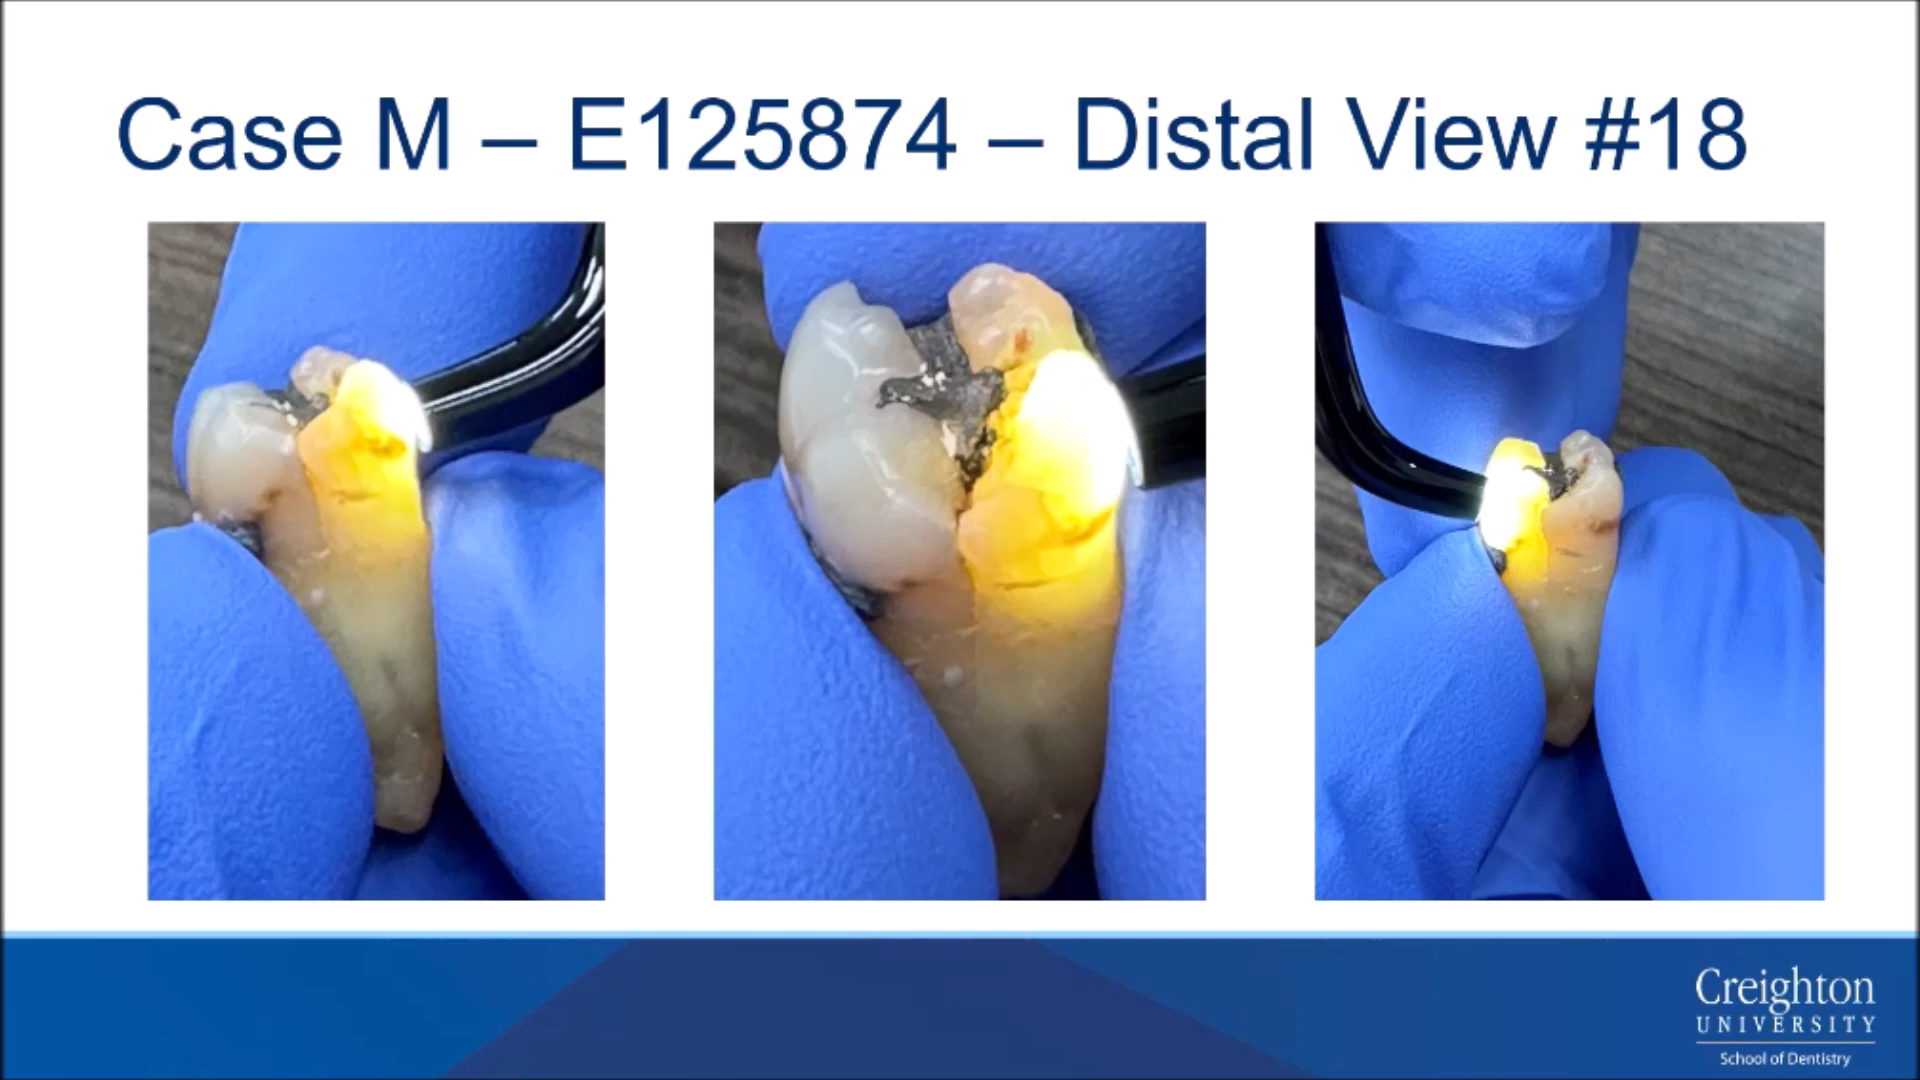 Case M – E125874 – Distal View #18
Creighton
UNIVERSITY
School of Dentistry